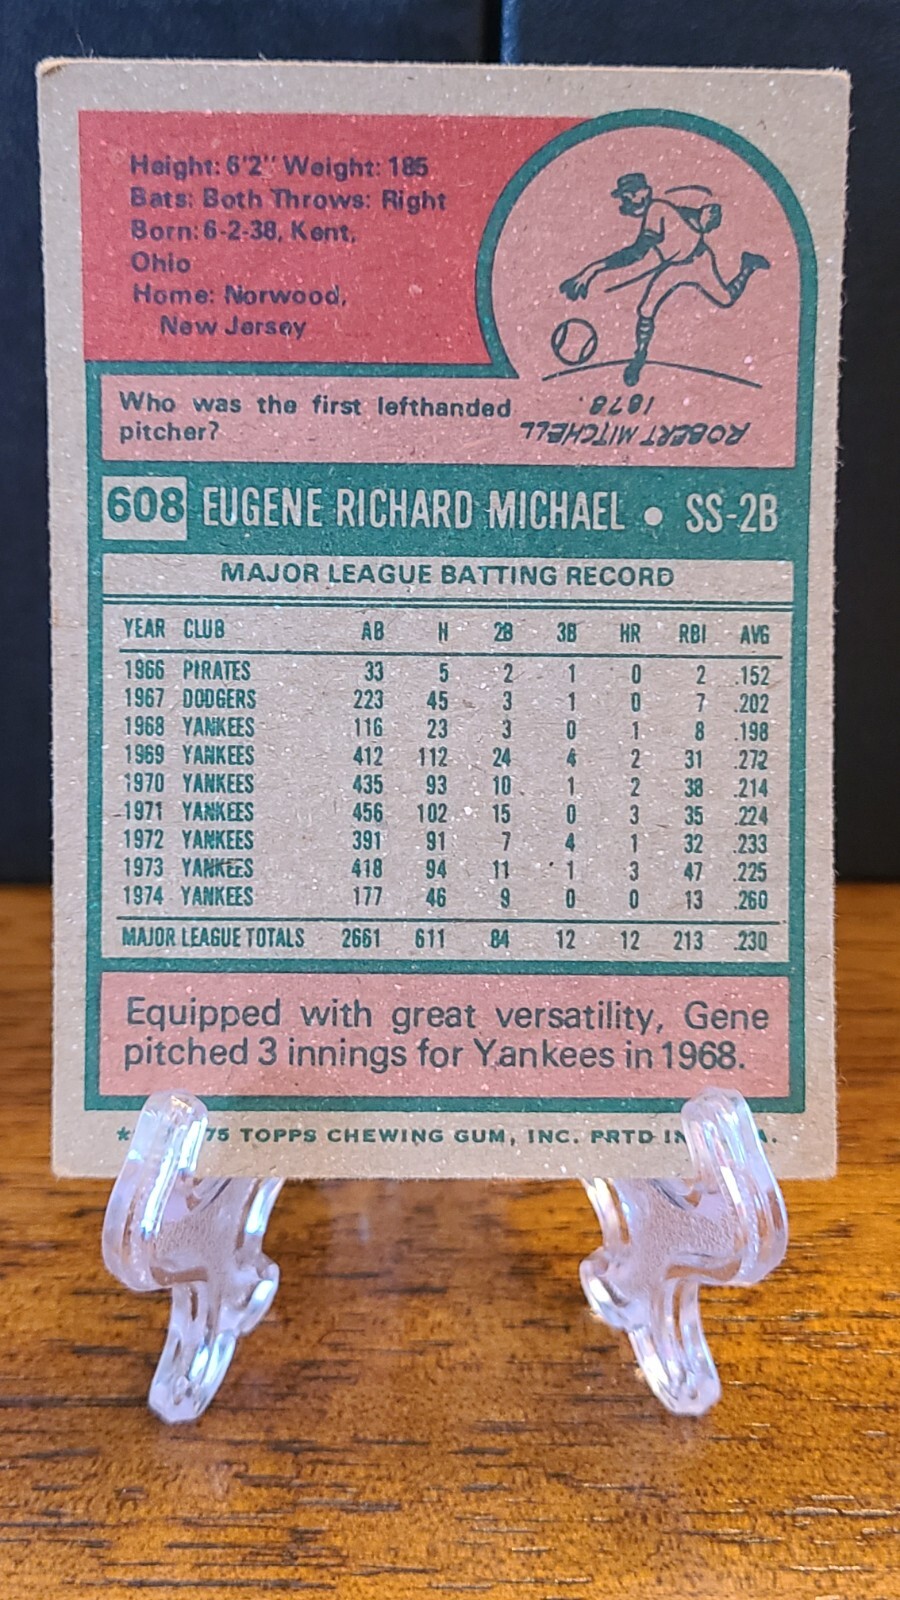 Height: 6'2" Weight: 185
Bats: Both Throws: Right
Born: 6-2-38, Kent,
Ohio
Home: Norwood,
New Jersey
Who was the first lefthanded
pitcher?
ROBERT MITCHELL
1878.
608 EUGENE RICHARD MICHAEL • SS-2B
MAJOR LEAGUE BATTING RECORD
YEAR CLUB AB H 2B 3B HR RBI AVG
1966 PIRATES 33 5 2 1 0 2 .152
1967 DODGERS 223 45 3 1 0 7 .202
1968 YANKEES 116 23 3 0 1 8 .198
1969 YANKEES 412 112 24 4 2 31 .272
1970 YANKEES 435 93 10 1 2 38 .214
1971 YANKEES 456 102 15 0 3 35 .224
1972 YANKEES 391 91 7 4 1 32 .233
1973 YANKEES 418 94 11 1 3 47 .225
1974 YANKEES 177 46 9 0 0 13 .260
MAJOR LEAGUE TOTALS 2661 611 84 12 12 213 .230
Equipped with great versatility, Gene
pitched 3 innings for Yankees in 1968.
* 75 TOPPS CHEWING GUM, INC. PRTD IN A.